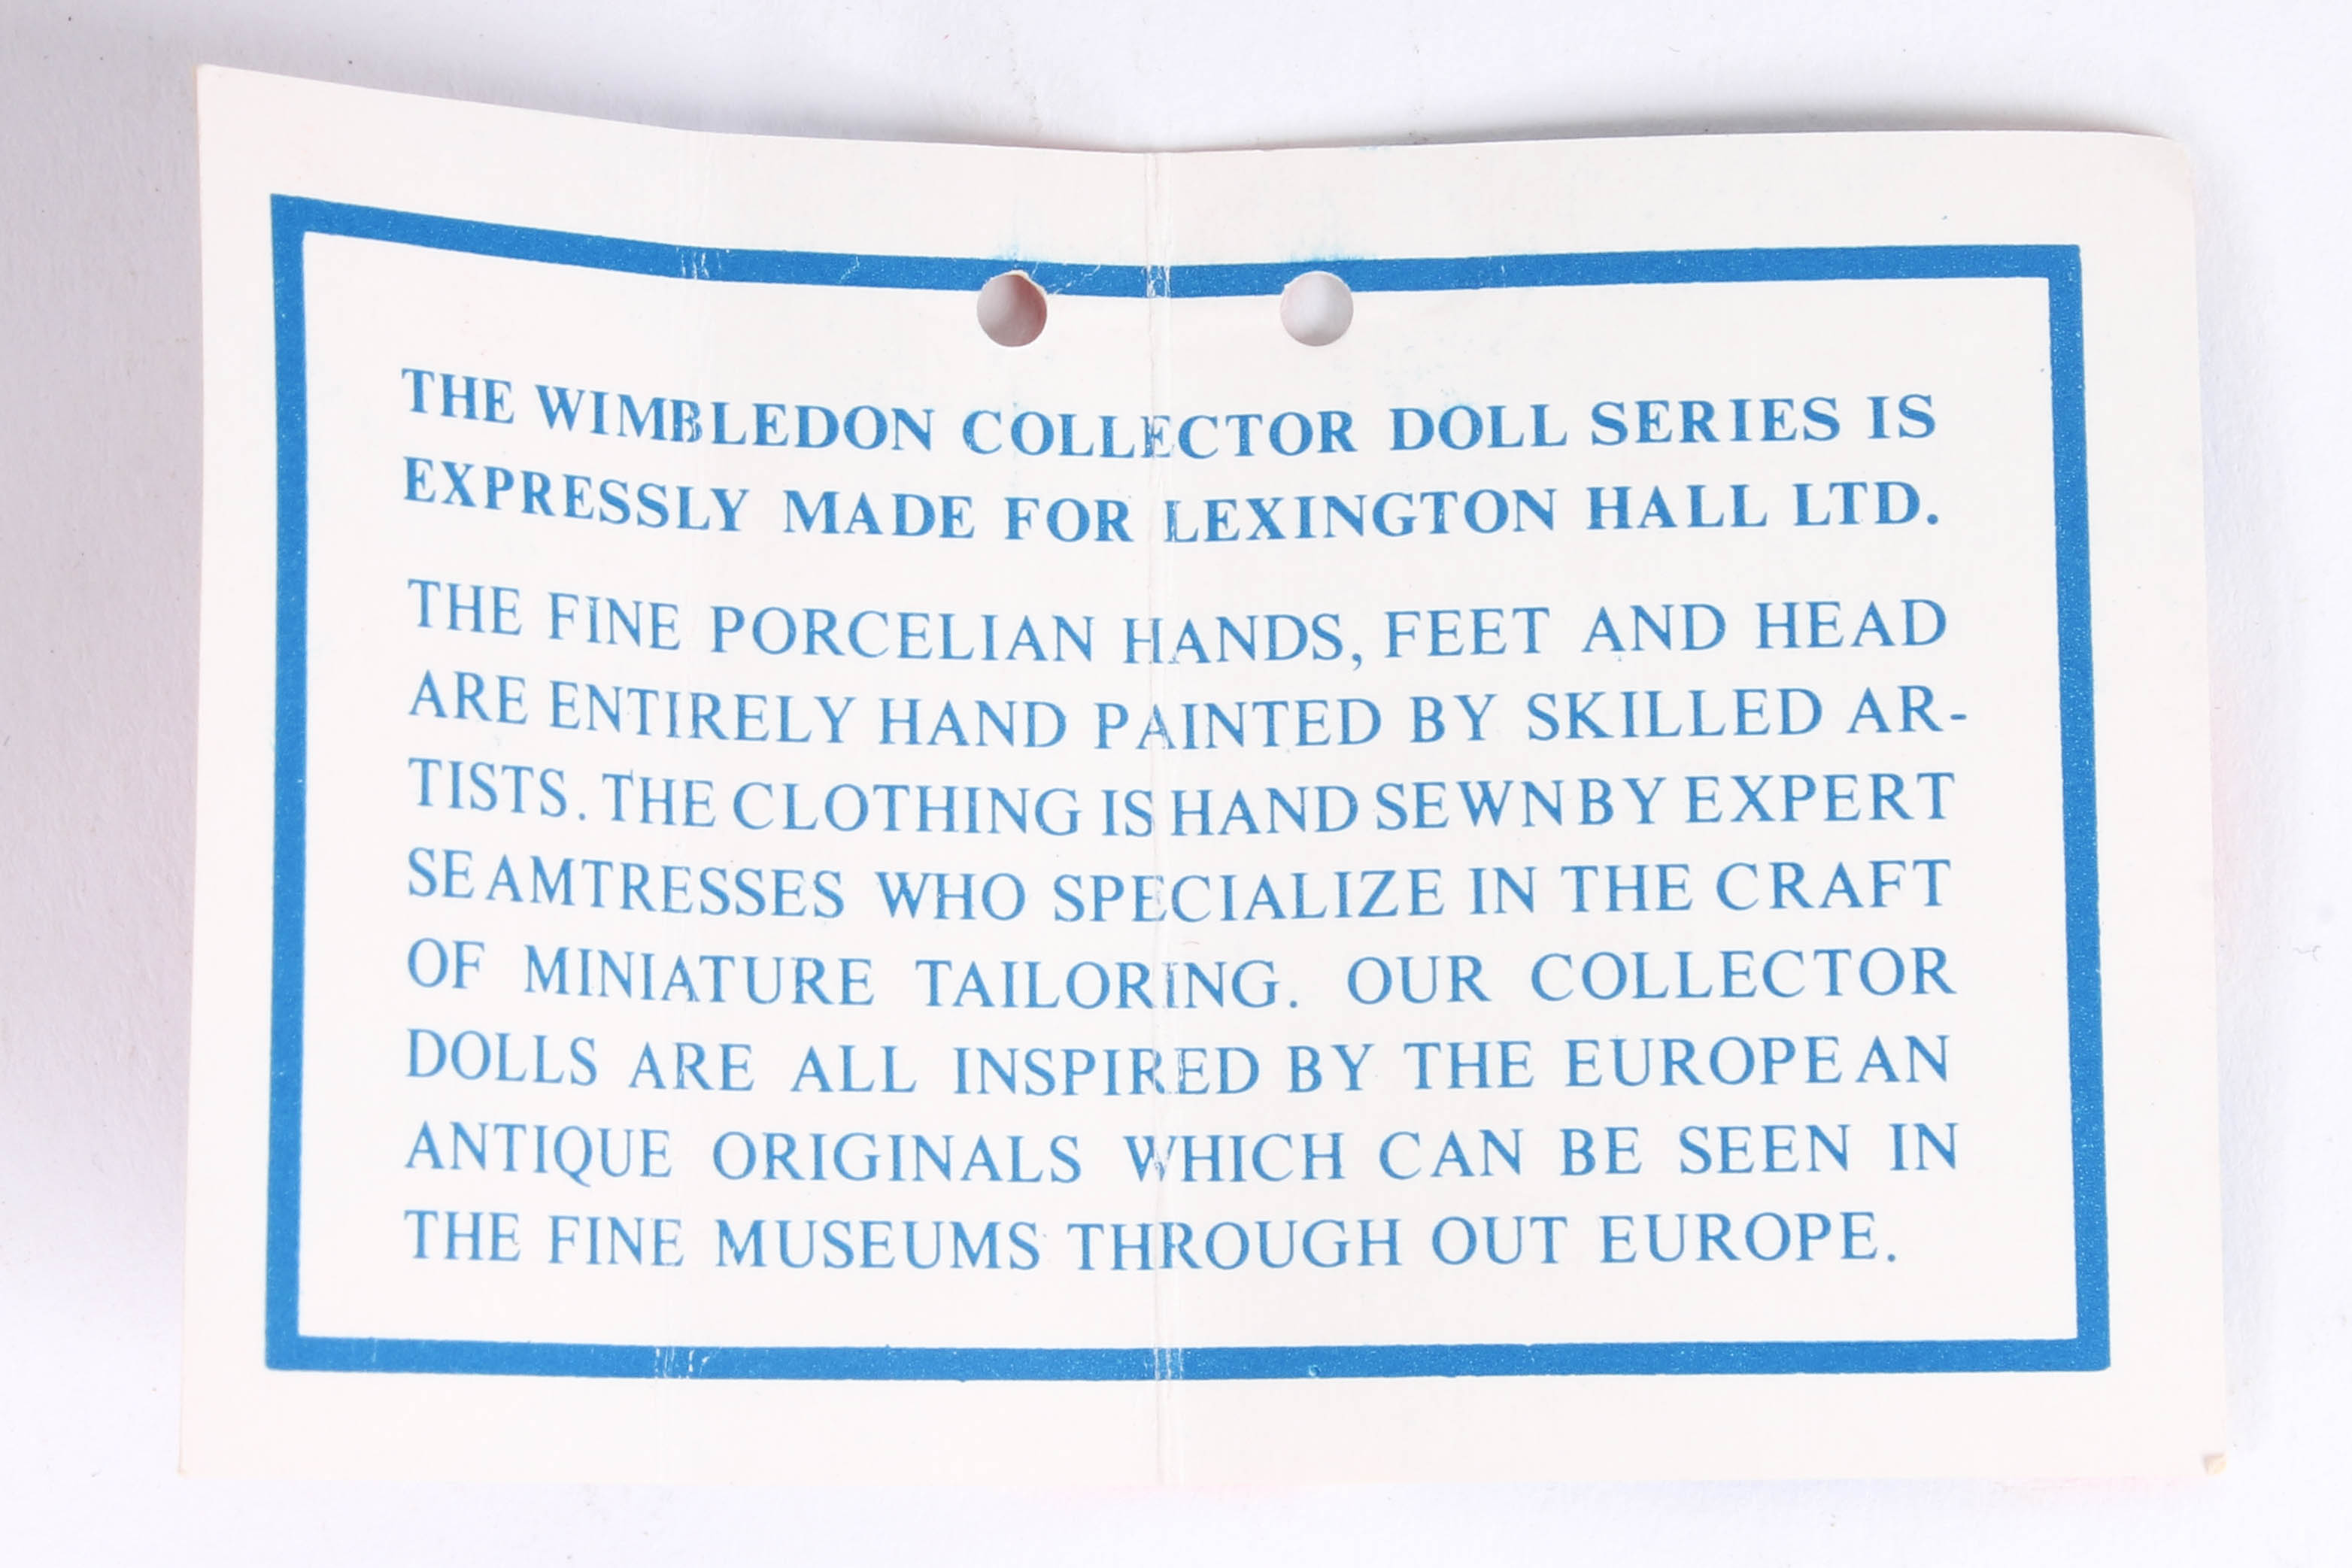 THE WIMBLEDON COLLECTOR DOLL SERIES IS
EXPRESSLY MADE FOR LEXINGTON HALL LTD.
THE FINE PORCELIAN HANDS, FEET AND HEAD
ARE ENTIRELY HAND PAINTED BY SKILLED AR-
TISTS. THE CLOTHING IS HAND SEWN BY EXPERT
SEAMTRESSES WHO SPECIALIZE IN THE CRAFT
OF MINIATURE TAILORING. OUR COLLECTOR
DOLLS ARE ALL INSPIRED BY THE EUROPEAN
ANTIQUE ORIGINALS WHICH CAN BE SEEN IN
THE FINE MUSEUMS THROUGH OUT EUROPE.